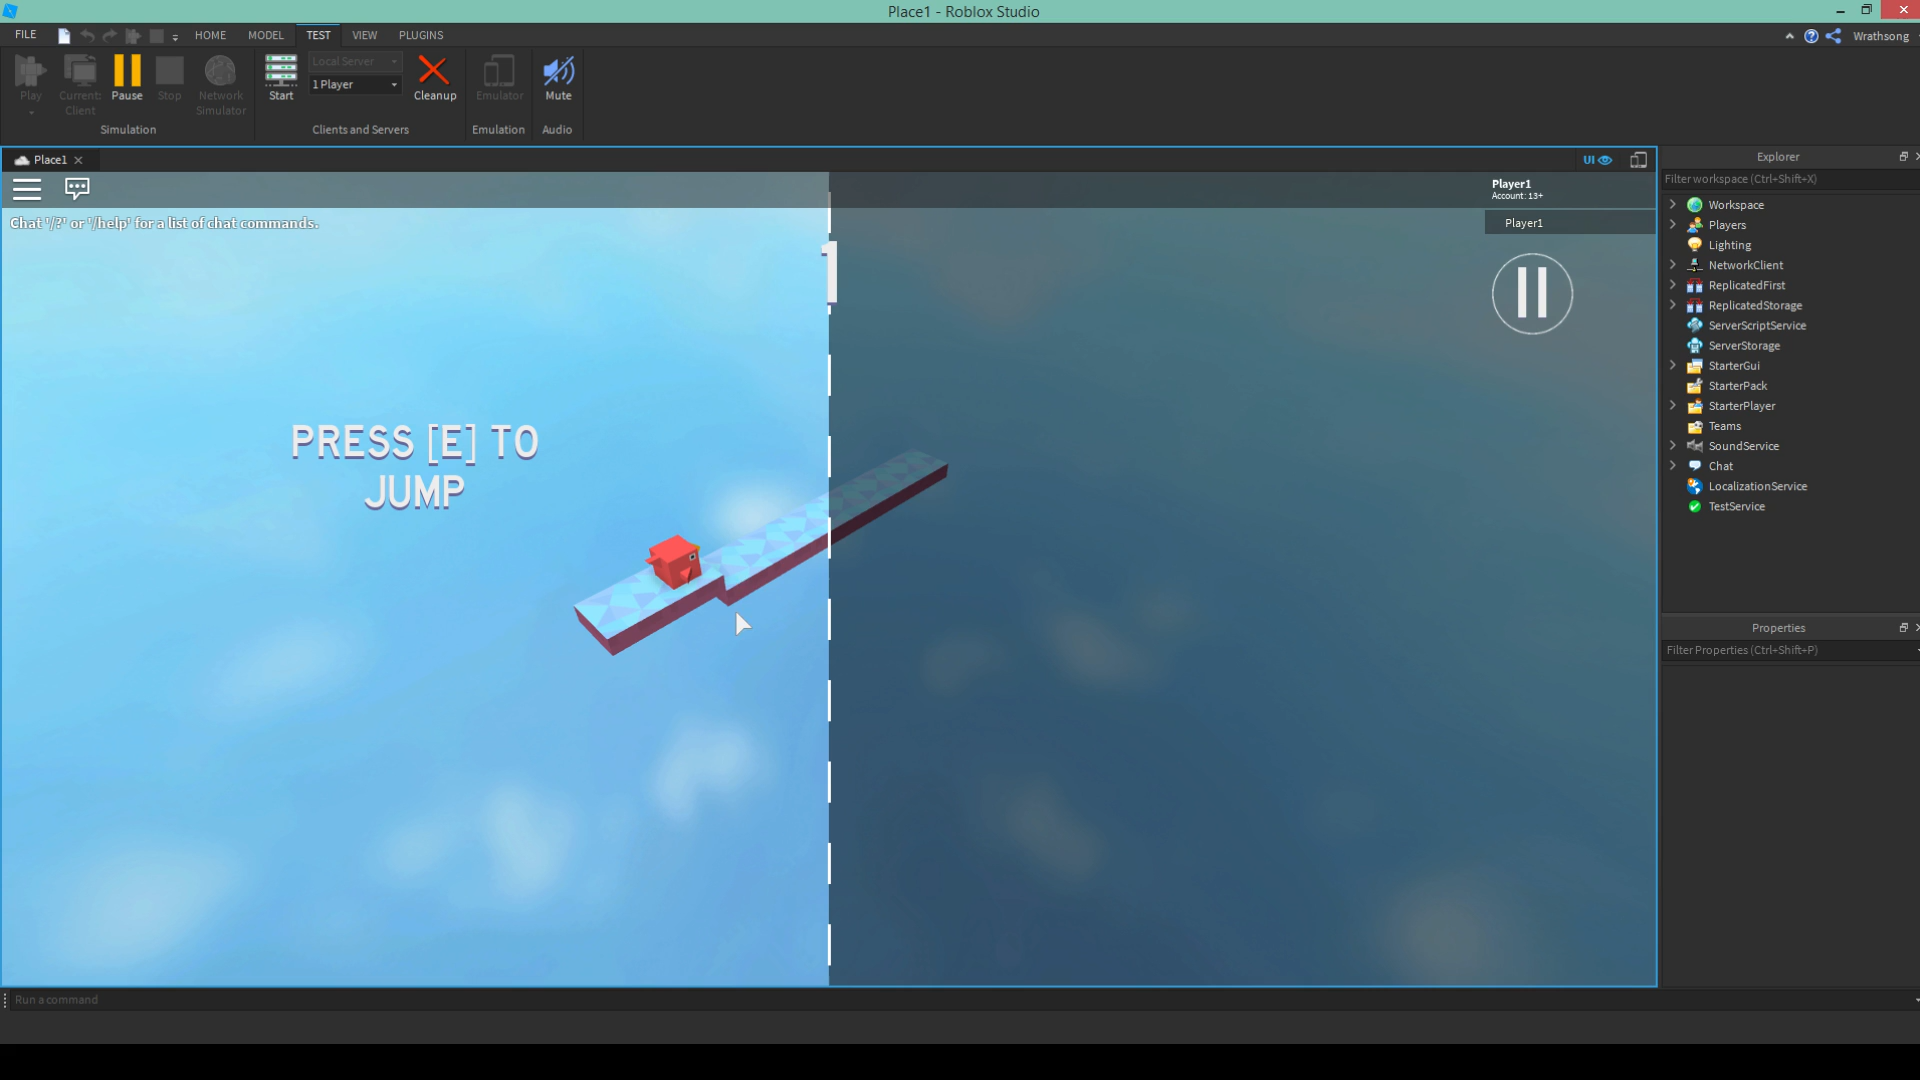 Place1 - Roblox Studio
FILE
HOME
MODEL
TEST
VIEW
PLUGINS
Wrathsong
Play
Current:
Client
Pause
Stop
Network
Simulator
Simulation
Start
Local Server
1 Player
Cleanup
Clients and Servers
Emulator
Emulation
Mute
Audio
Place1
UI
Chat '/?' or '/help' for a list of chat commands.
Player1
Account: 13+
Player1
1
PRESS [E] TO
JUMP
Explorer
Filter workspace (Ctrl+Shift+X)
Workspace
Players
Lighting
NetworkClient
ReplicatedFirst
ReplicatedStorage
ServerScriptService
ServerStorage
StarterGui
StarterPack
StarterPlayer
Teams
SoundService
Chat
LocalizationService
TestService
Properties
Filter Properties (Ctrl+Shift+P)
Run a command